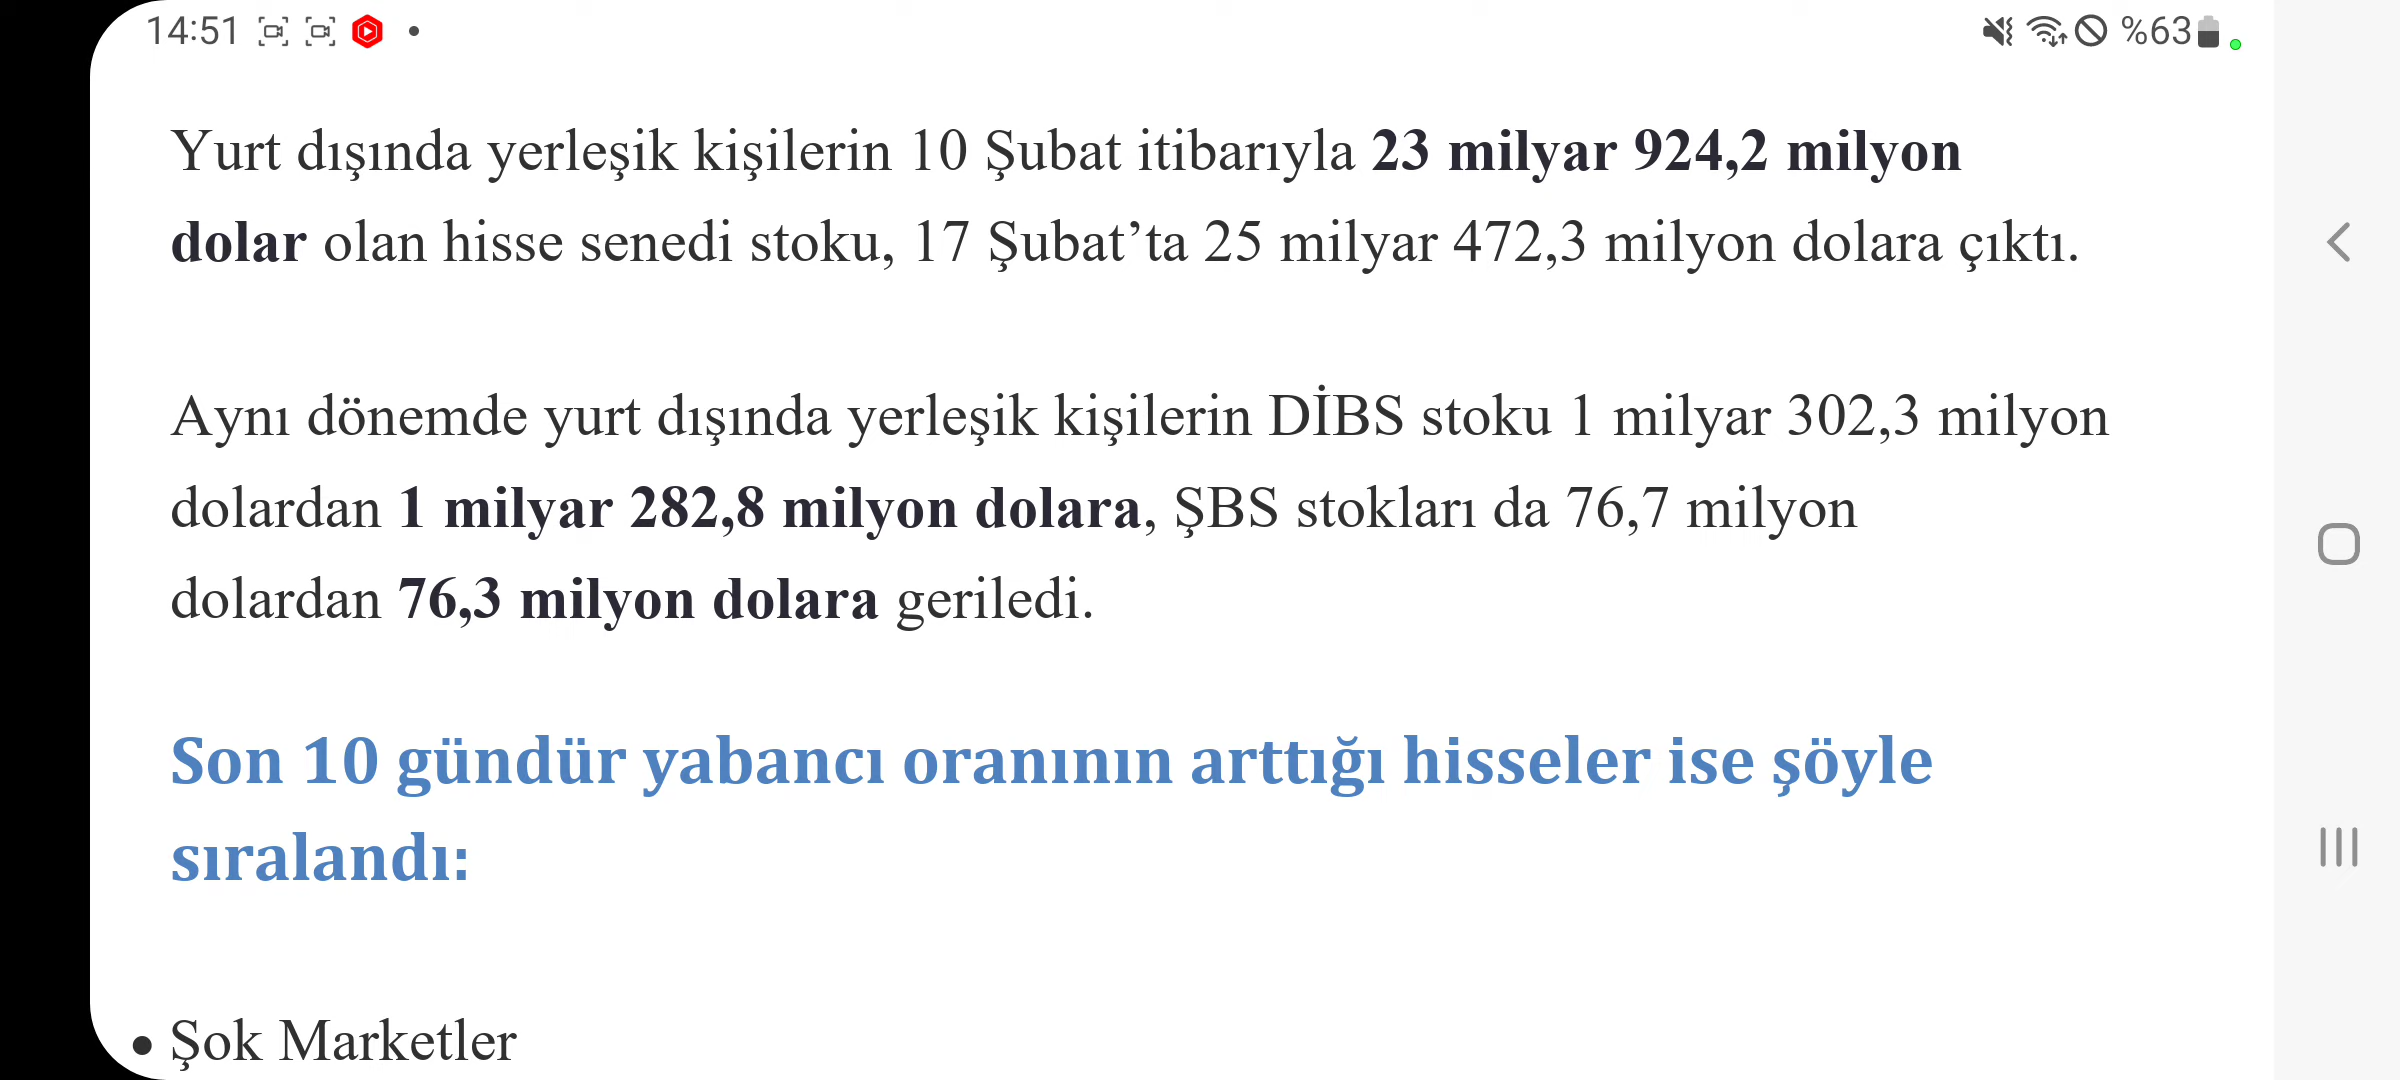 14:51 %63
Yurt dışında yerleşik kişilerin 10 Şubat itibarıyla 23 milyar 924,2 milyon
dolar olan hisse senedi stoku, 17 Şubat’ta 25 milyar 472,3 milyon dolara çıktı.
Aynı dönemde yurt dışında yerleşik kişilerin DİBS stoku 1 milyar 302,3 milyon
dolardan 1 milyar 282,8 milyon dolara, ŞBS stokları da 76,7 milyon
dolardan 76,3 milyon dolara geriledi.
Son 10 gündür yabancı oranının arttığı hisseler ise şöyle
sıralandı:
• Şok Marketler